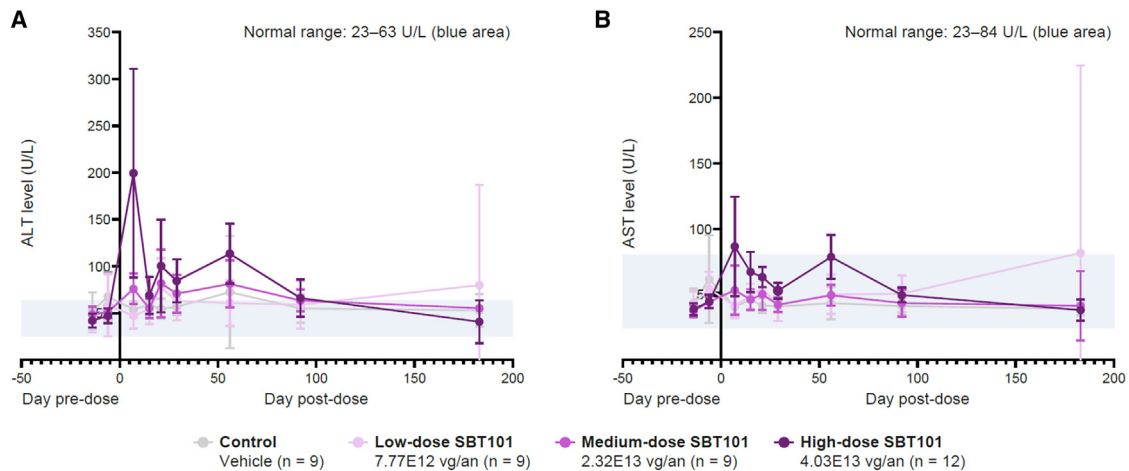 A
Normal range: 23–63 U/L (blue area)
ALT level (U/L)
350
300
250
200
150
100
50
-50
0
50
100
150
200
Day pre-dose
Day post-dose
B
Normal range: 23–84 U/L (blue area)
AST level (U/L)
250
200
150
100
50
-50
0
50
100
150
200
Day pre-dose
Day post-dose
Control
Vehicle (n = 9)
Low-dose SBT101
7.77E12 vg/an (n = 9)
Medium-dose SBT101
2.32E13 vg/an (n = 9)
High-dose SBT101
4.03E13 vg/an (n = 12)